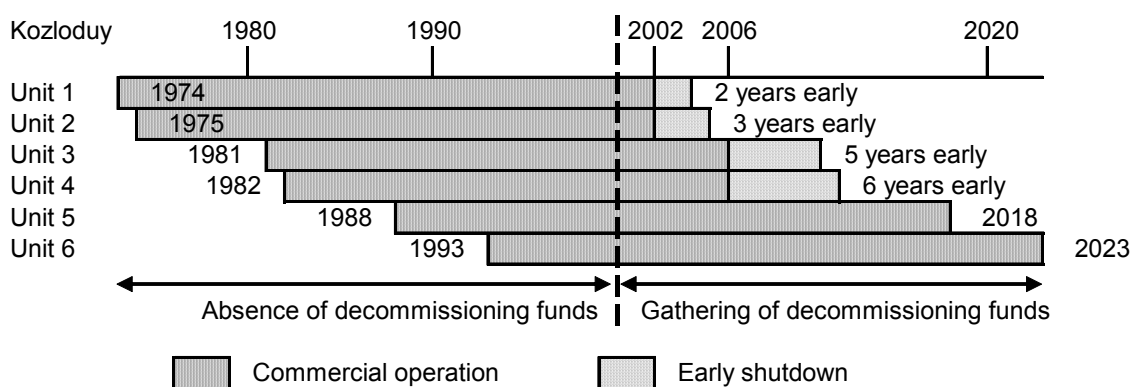 Kozloduy 1980 1990 2002 2006 2020
Unit 1 1974 2 years early
Unit 2 1975 3 years early
Unit 3 1981 5 years early
Unit 4 1982 6 years early
Unit 5 1988 2018
Unit 6 1993 2023
Absence of decommissioning funds Gathering of decommissioning funds
Commercial operation Early shutdown